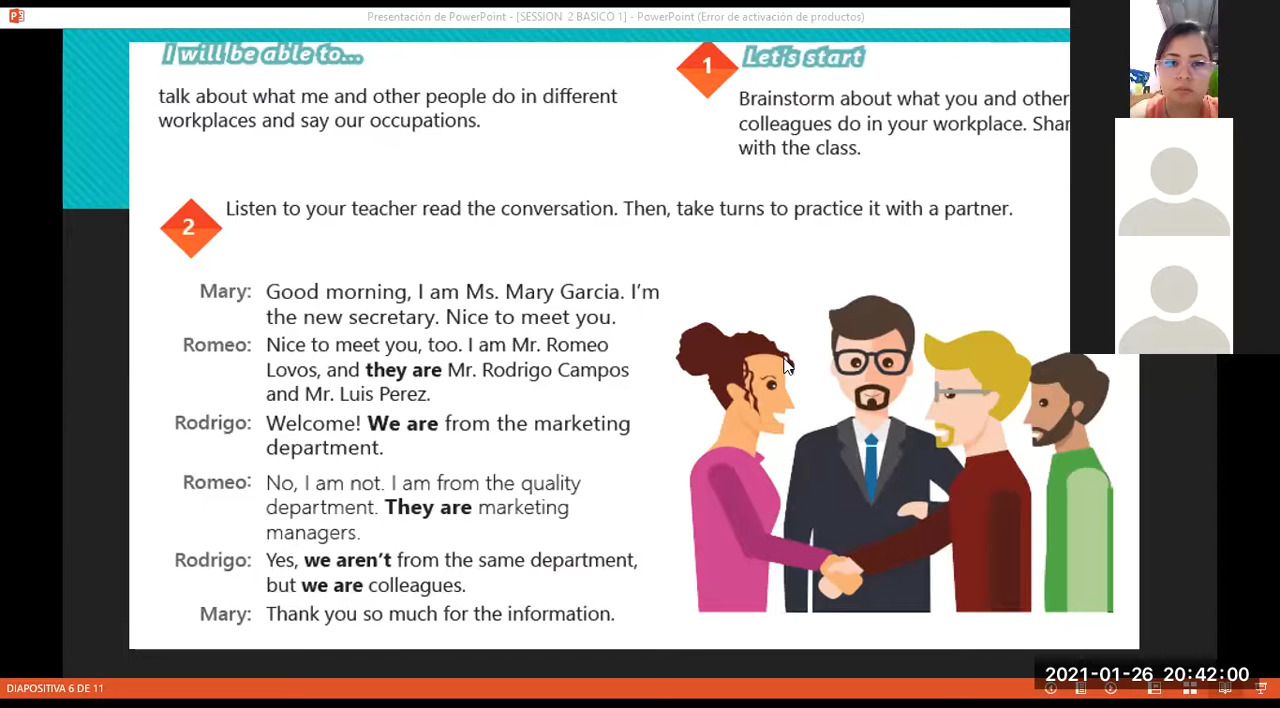 Presentación de PowerPoint - [SESSION 2 BASICO 1] - PowerPoint (Error de activación de productos)
I will be able to...
talk about what me and other people do in different
workplaces and say our occupations.
1
Let's start
Brainstorm about what you and other
colleagues do in your workplace. Shar
with the class.
2
Listen to your teacher read the conversation. Then, take turns to practice it with a partner.
Mary: Good morning, I am Ms. Mary Garcia. I'm
the new secretary. Nice to meet you.
Romeo: Nice to meet you, too. I am Mr. Romeo
Lovos, and they are Mr. Rodrigo Campos
and Mr. Luis Perez.
Rodrigo: Welcome! We are from the marketing
department.
Romeo: No, I am not. I am from the quality
department. They are marketing
managers.
Rodrigo: Yes, we aren't from the same department,
but we are colleagues.
Mary: Thank you so much for the information.
2021-01-26 20:42:00
DIAPOSITIVA 6 DE 11